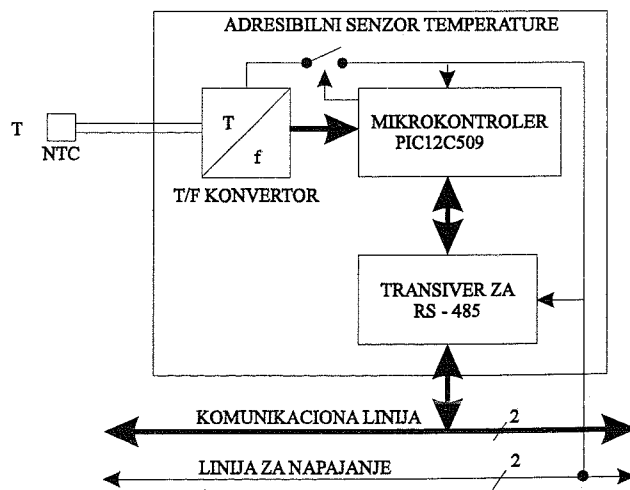 ADRESIBILNI SENZOR TEMPERATURE
T
NTC
T
f
T/F KONVERTOR
MIKROKONTROLER
PIC12C509
TRANSIVER ZA
RS - 485
KOMUNIKACIONA LINIJA
2
LINIJA ZA NAPAJANJE
2